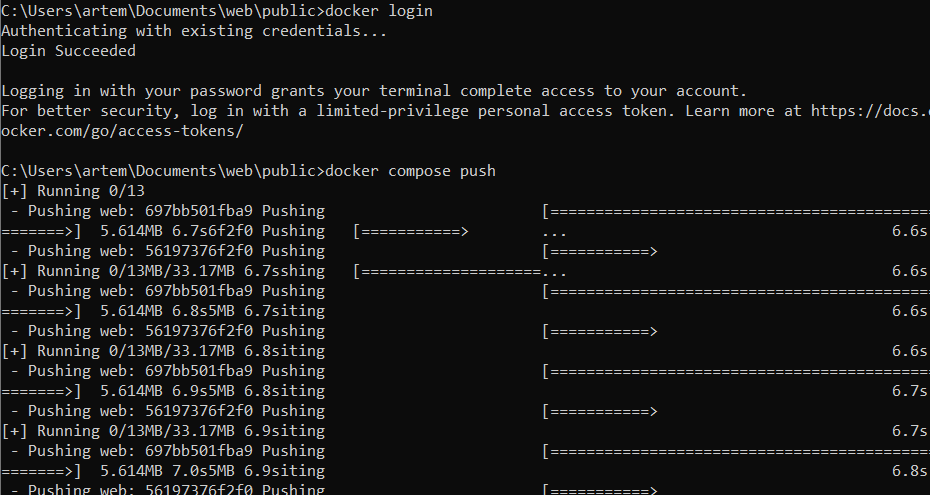 C:\Users\artem\Documents\web\public>docker login
Authenticating with existing credentials...
Login Succeeded
Logging in with your password grants your terminal complete access to your account.
For better security, log in with a limited-privilege personal access token. Learn more at https://docs.d
ocker.com/go/access-tokens/
C:\Users\artem\Documents\web\public>docker compose push
[+] Running 0/13
 - Pushing web: 697bb501fba9 Pushing                        [===========================================
=======>]  5.614MB 6.7s6f2f0 Pushing   [===========>        ...                                    6.6s
 - Pushing web: 56197376f2f0 Pushing                        [===========>
[+] Running 0/13MB/33.17MB 6.7sshing   [====================...                                    6.6s
 - Pushing web: 697bb501fba9 Pushing                        [===========================================
=======>]  5.614MB 6.8s5MB 6.7siting                                                               6.6s
 - Pushing web: 56197376f2f0 Pushing                        [===========>
[+] Running 0/13MB/33.17MB 6.8siting                                                               6.6s
 - Pushing web: 697bb501fba9 Pushing                        [===========================================
=======>]  5.614MB 6.9s5MB 6.8siting                                                               6.7s
 - Pushing web: 56197376f2f0 Pushing                        [===========>
[+] Running 0/13MB/33.17MB 6.9siting                                                               6.7s
 - Pushing web: 697bb501fba9 Pushing                        [===========================================
=======>]  5.614MB 7.0s5MB 6.9siting                                                               6.8s
 - Pushing web: 56197376f2f0 Pushing                        [===========>